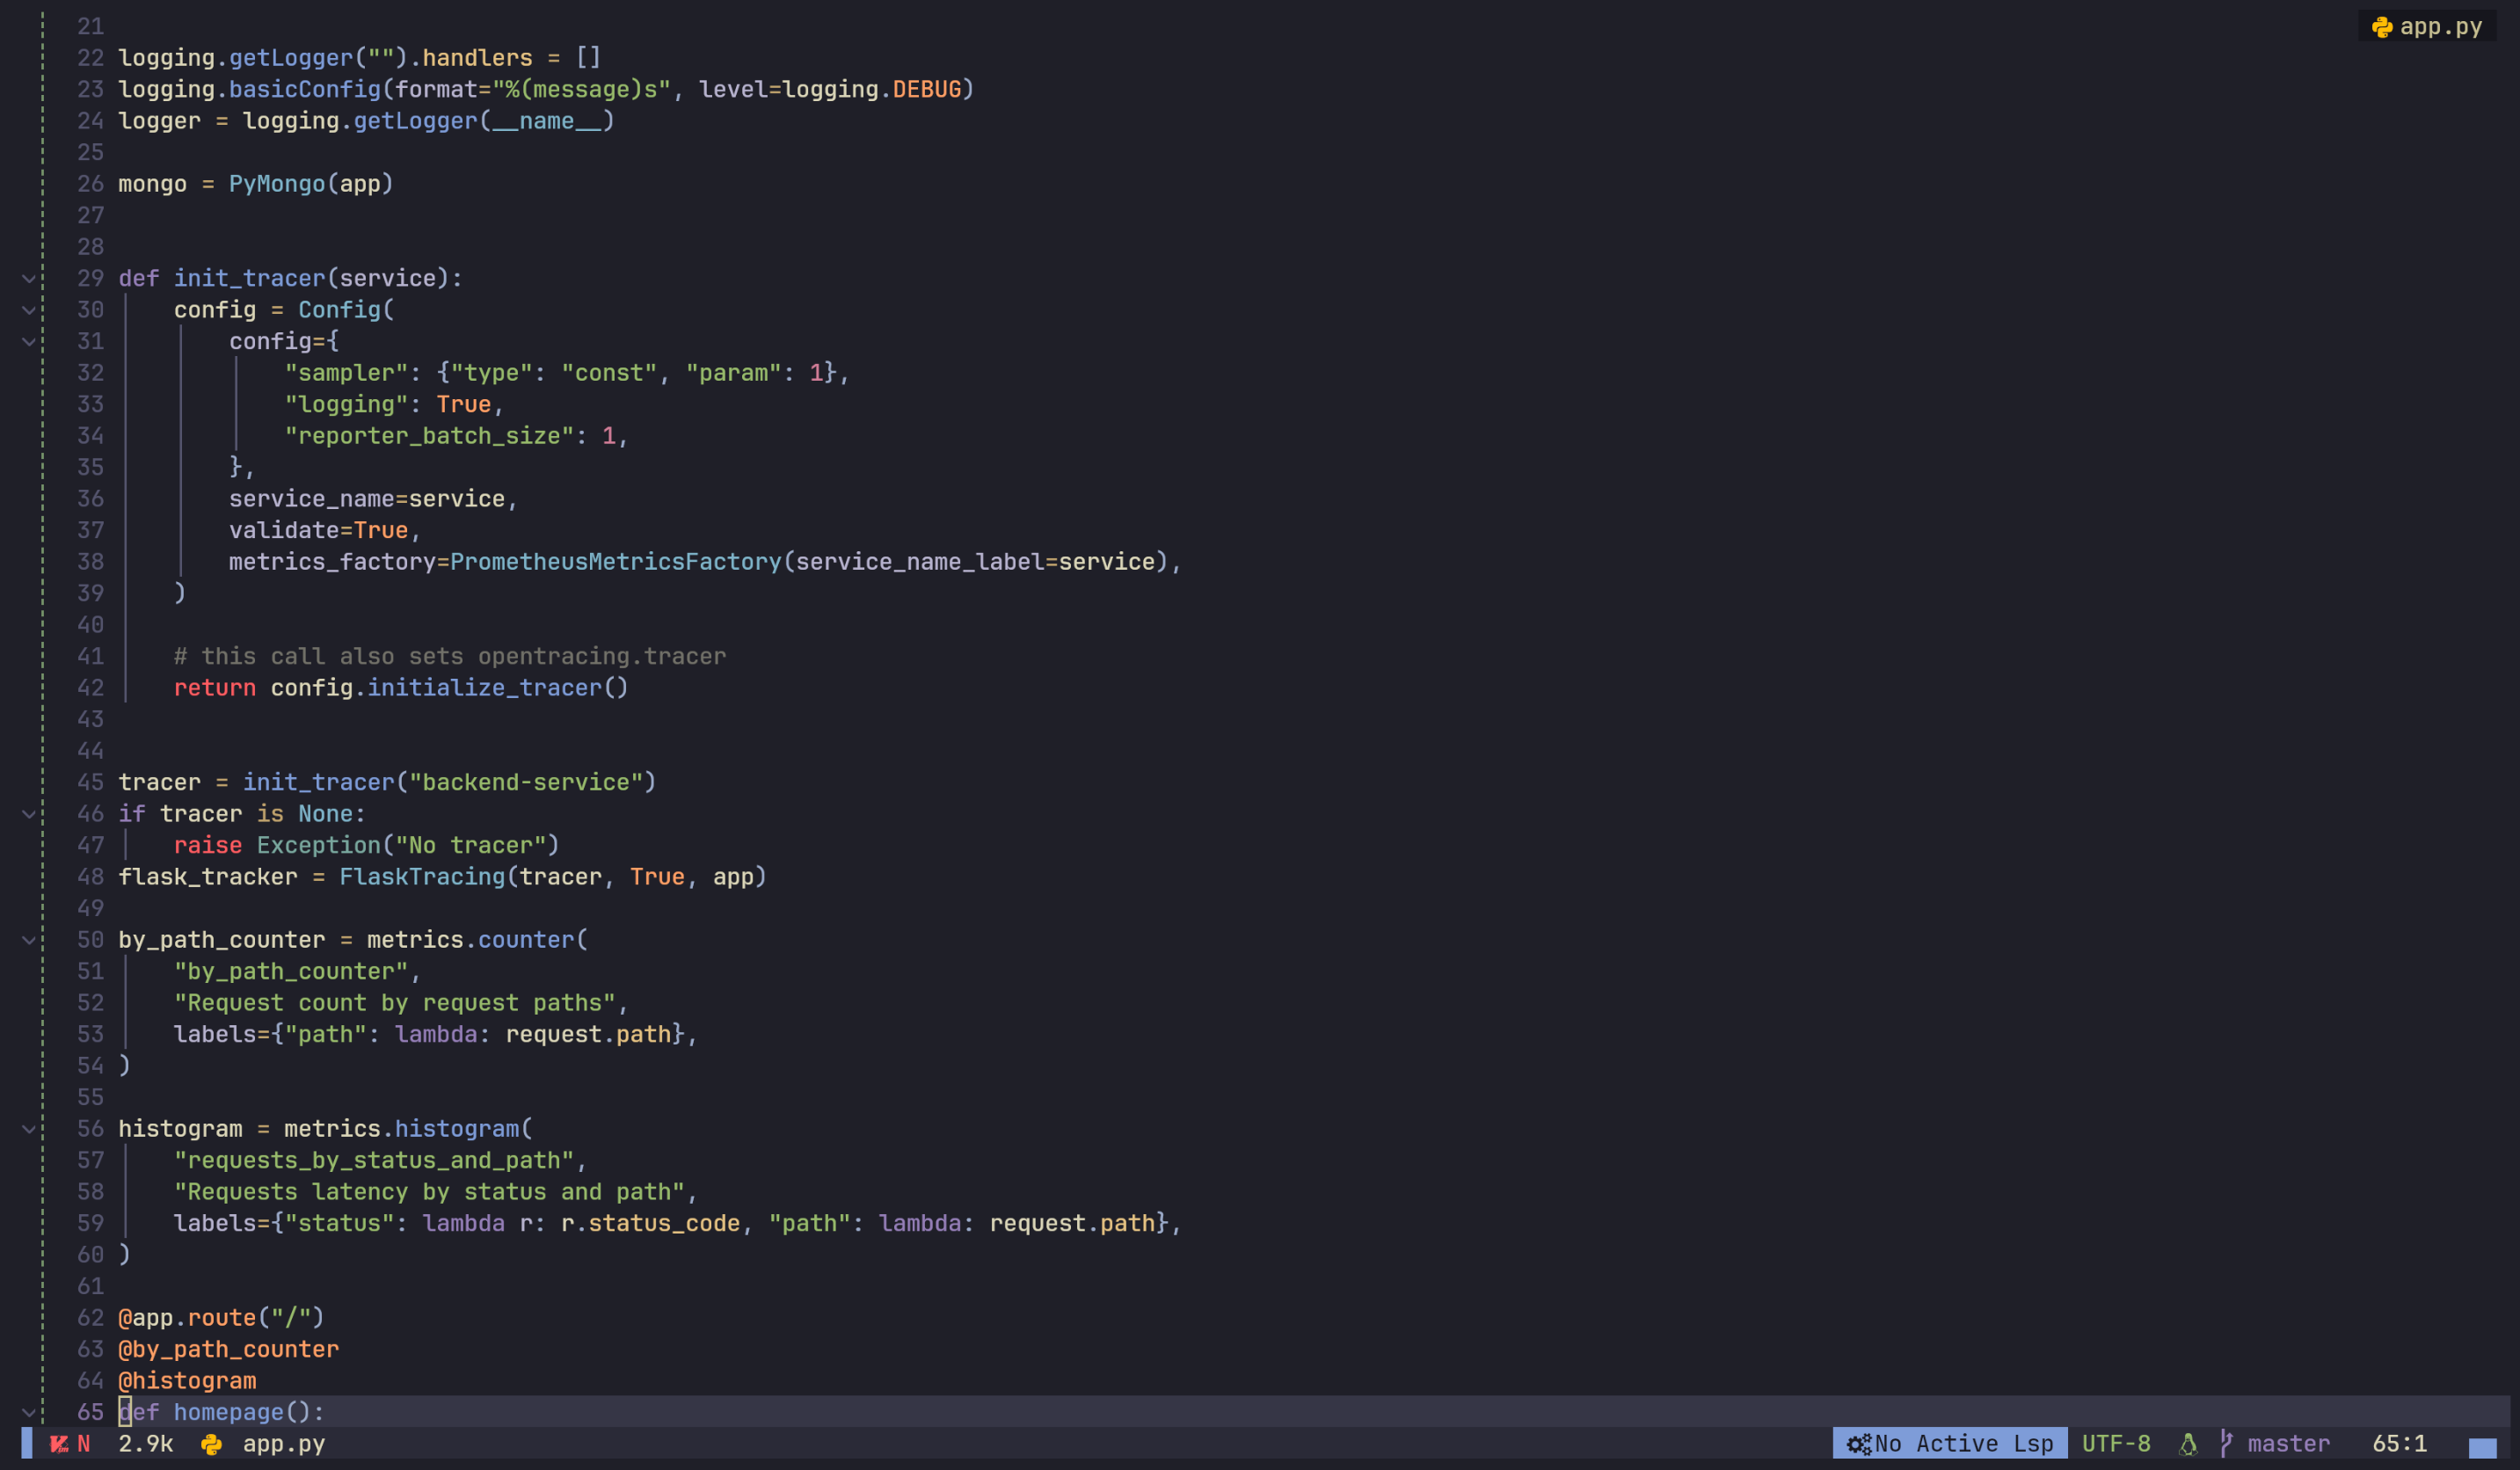 app.py
21
22 logging.getLogger("").handlers = []
23 logging.basicConfig(format="%(message)s", level=logging.DEBUG)
24 logger = logging.getLogger(__name__)
25
26 mongo = PyMongo(app)
27
28
29 def init_tracer(service):
30     config = Config(
31         config={
32             "sampler": {"type": "const", "param": 1},
33             "logging": True,
34             "reporter_batch_size": 1,
35         },
36         service_name=service,
37         validate=True,
38         metrics_factory=PrometheusMetricsFactory(service_name_label=service),
39     )
40
41     # this call also sets opentracing.tracer
42     return config.initialize_tracer()
43
44
45 tracer = init_tracer("backend-service")
46 if tracer is None:
47     raise Exception("No tracer")
48 flask_tracker = FlaskTracing(tracer, True, app)
49
50 by_path_counter = metrics.counter(
51     "by_path_counter",
52     "Request count by request paths",
53     labels={"path": lambda: request.path},
54 )
55
56 histogram = metrics.histogram(
57     "requests_by_status_and_path",
58     "Requests latency by status and path",
59     labels={"status": lambda r: r.status_code, "path": lambda: request.path},
60 )
61
62 @app.route("/")
63 @by_path_counter
64 @histogram
65 def homepage():
N 2.9k app.py No Active Lsp UTF-8 master 65:1